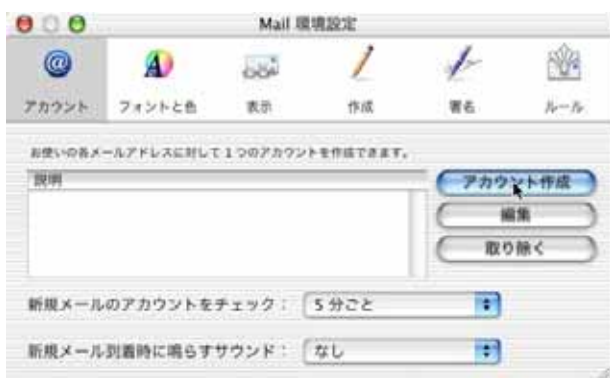 Mail 環境設定
アカウント フォントと色 表示 作成 署名 ルール
お使いの各メールアドレスに対して１つのアカウントを作成できます。
説明
アカウント作成
編集
取り除く
新規メールのアカウントをチェック： 5 分ごと
新規メール到着時に鳴らすサウンド： なし